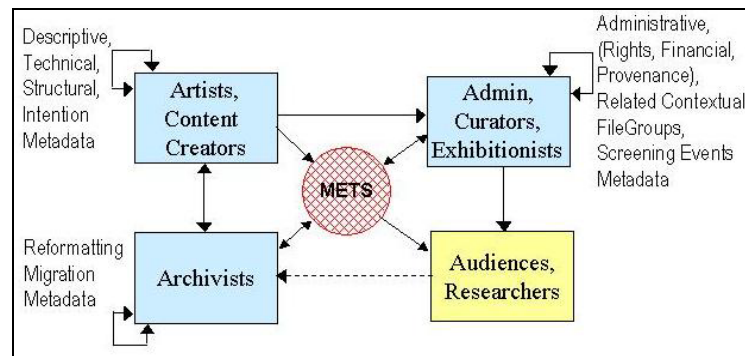 Descriptive,
Technical,
Structural,
Intention
Metadata
Artists,
Content
Creators
Admin,
Curators,
Exhibitionists
Administrative,
(Rights, Financial,
Provenance),
Related Contextual
FileGroups,
Screening Events
Metadata
METS
Reformatting
Migration
Metadata
Archivists
Audiences,
Researchers